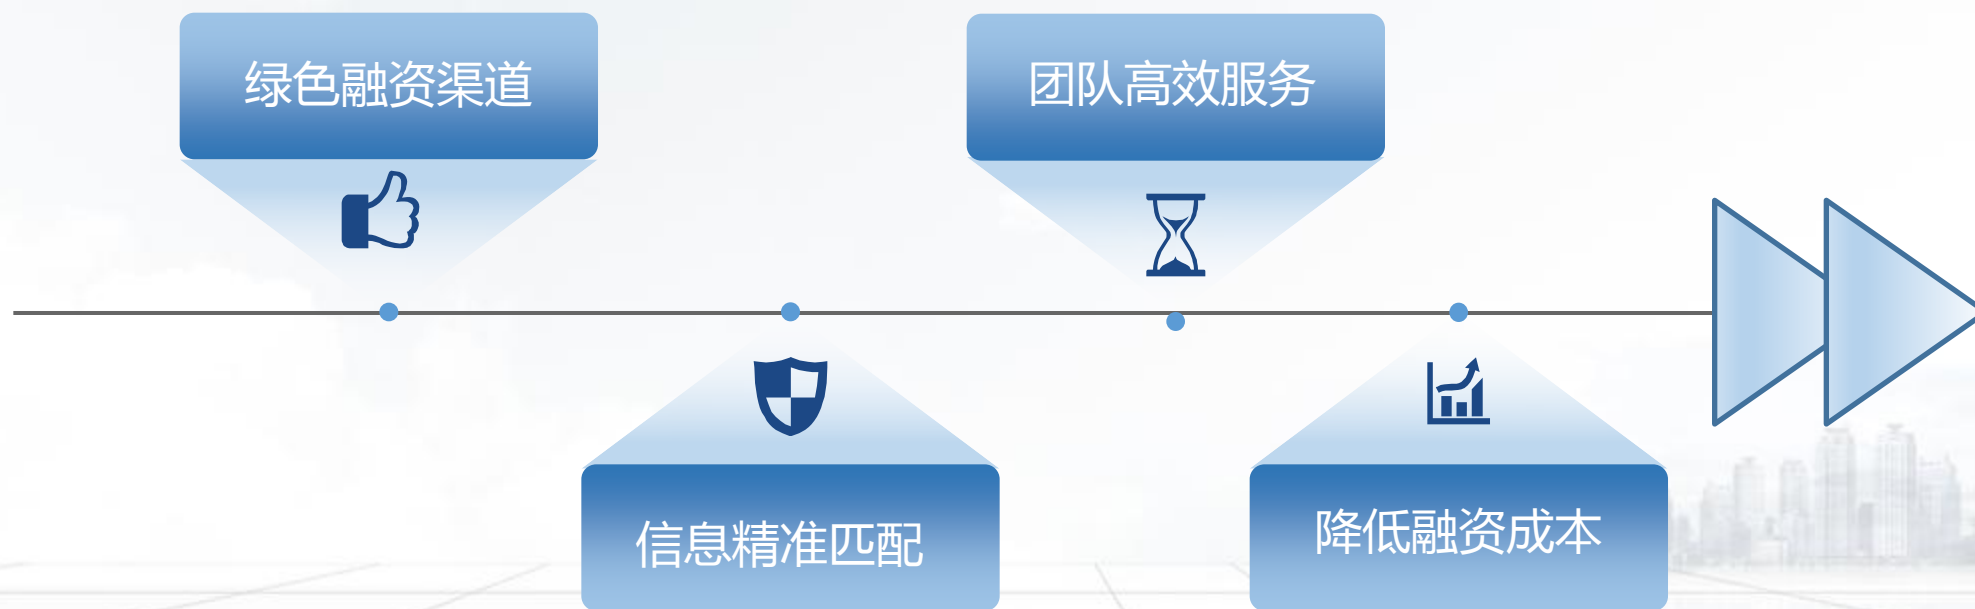 绿色融资渠道
信息精准匹配
团队高效服务
降低融资成本